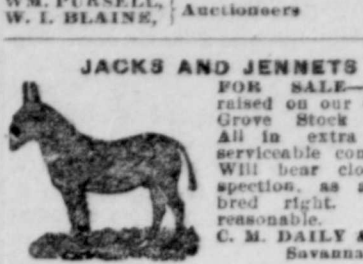 WM. PURSELL,
W. I. BLAINE, } Auctioneers
JACKS AND JENNETS
FOR SALE—
raised on our
Grove Stock
All in extra
serviceable con
Will bear clo
spection, as
bred right.
reasonable.
C. M. DAILY &
Savanna